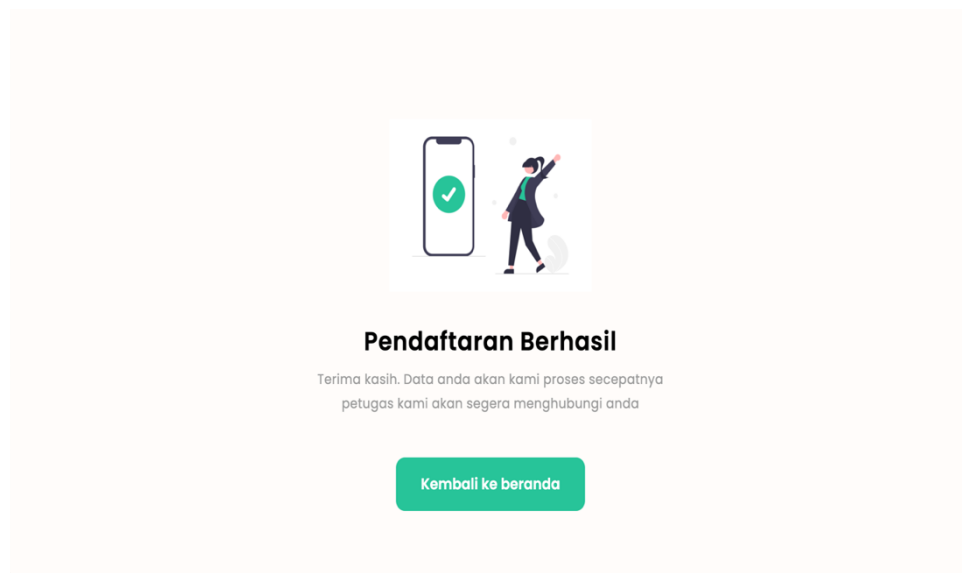 Pendaftaran Berhasil
Terima kasih. Data anda akan kami proses secepatnya
petugas kami akan segera menghubungi anda
Kembali ke beranda